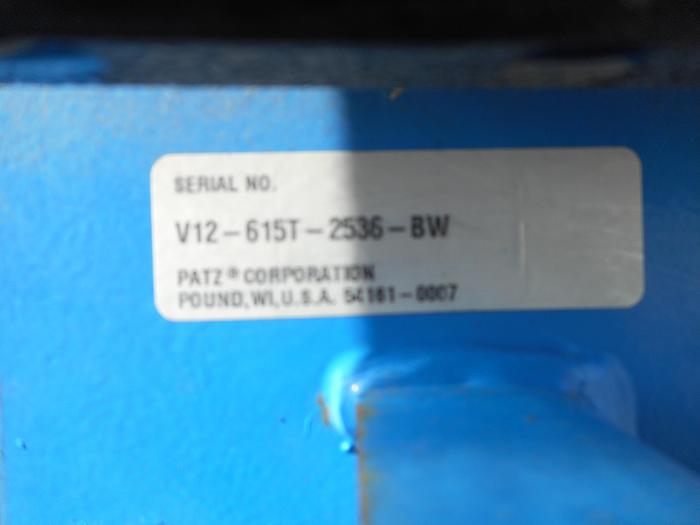 SERIAL NO.
V12-615T-2536-BW
PATZ® CORPORATION
POUND, WI, U.S.A. 54161-0007